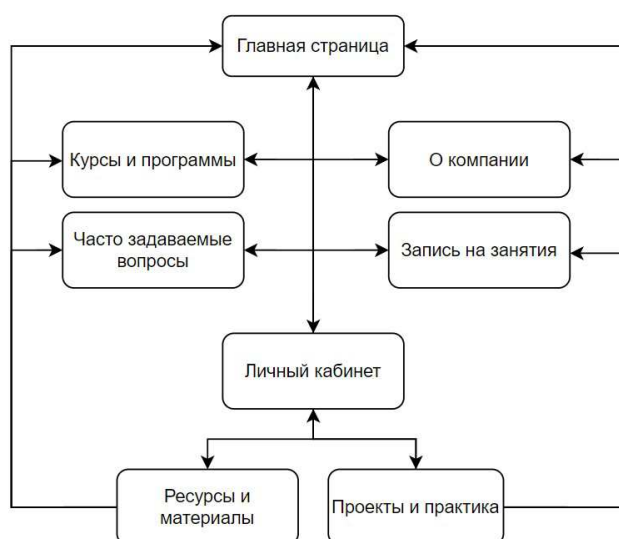 Главная страница
Курсы и программы
О компании
Часто задаваемые
вопросы
Запись на занятия
Личный кабинет
Ресурсы и
материалы
Проекты и практика